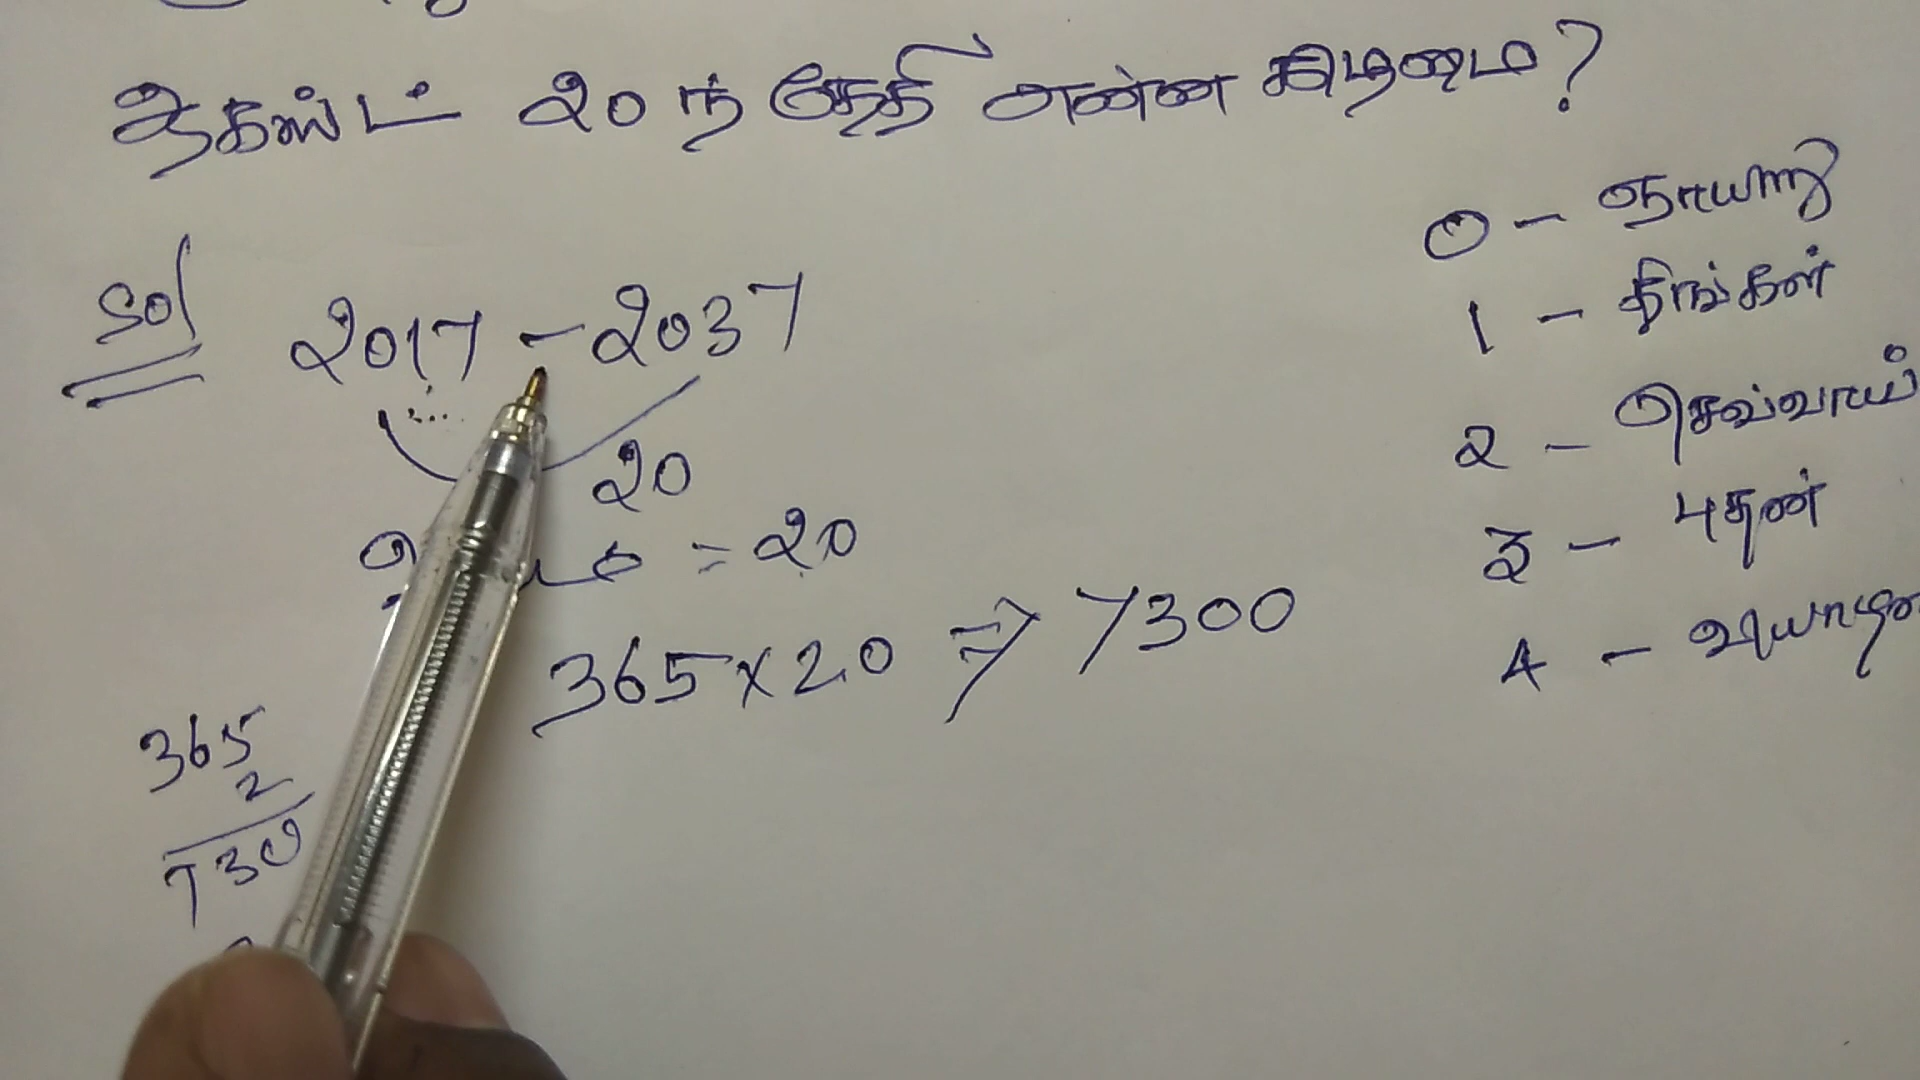 ஆகஸ்ட் 20 ந் தேதி என்ன கிழமை?
Sol
2017 - 2037
20
= 20
365 x 20 => 7300
365
2
730
0 - ஞாயிறு
1 - திங்கள்
2 - செவ்வாய்
3 - புதன்
4 -